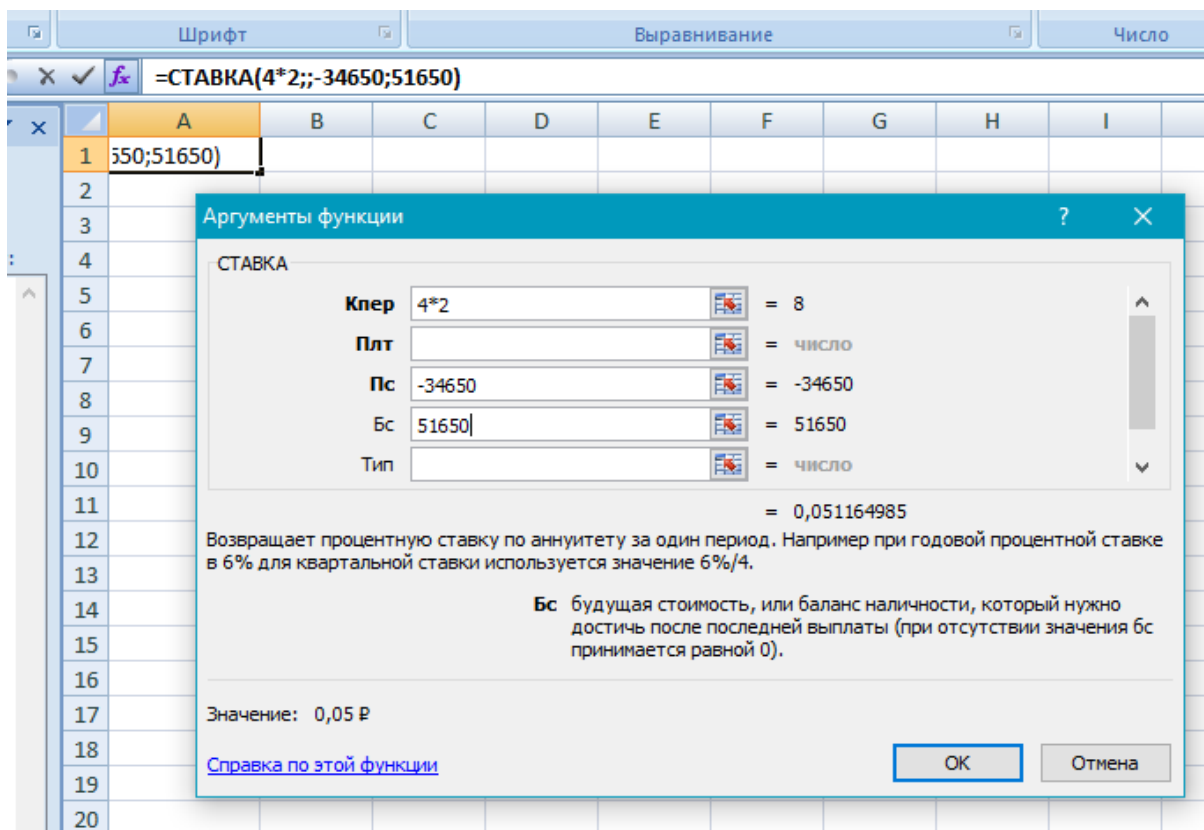 Шрифт Выравнивание Число
fx =СТАВКА(4*2;;-34650;51650)
A B C D E F G H I
1 550;51650)
2
3
4
5
6
7
8
9
10
11
12
13
14
15
16
17
18
19
20
Аргументы функции ? ×
СТАВКА
Кпер 4*2 = 8
Плт = число
Пс -34650 = -34650
Бс 51650 = 51650
Тип = число
= 0,051164985
Возвращает процентную ставку по аннуитету за один период. Например при годовой процентной ставке
в 6% для квартальной ставки используется значение 6%/4.
Бс будущая стоимость, или баланс наличности, который нужно
достичь после последней выплаты (при отсутствии значения бс
принимается равной 0).
Значение: 0,05 ₽
Справка по этой функции
ОК Отмена